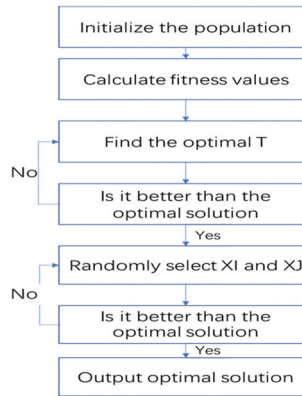 Initialize the population
Calculate fitness values
Find the optimal T
No
Is it better than the
optimal solution
Yes
Randomly select XI and XJ
No
Is it better than the
optimal solution
Yes
Output optimal solution